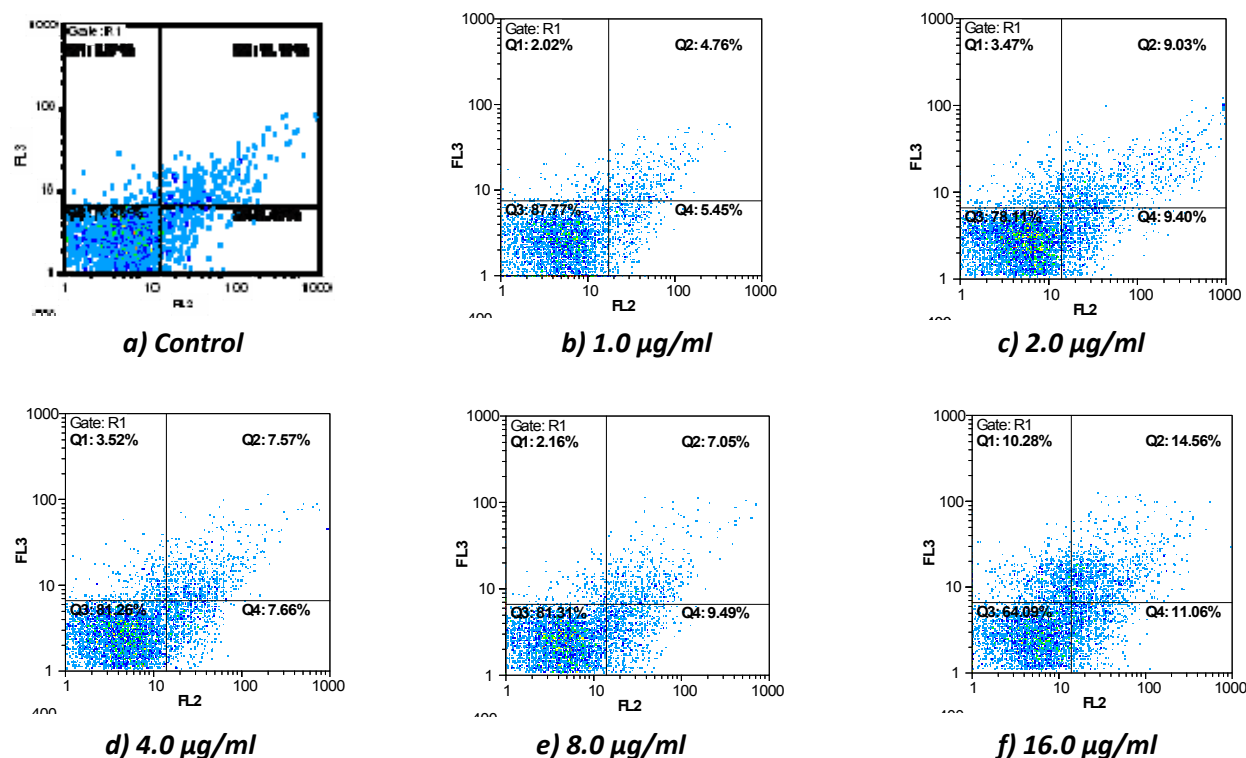 1000
Gate: R1
100
FL3
10
1
1 10 100 1000
FL2
a) Control
1000
Gate: R1
Q1: 2.02% Q2: 4.76%
100
FL3
10
Q3: 87.77% Q4: 5.45%
1
1 10 100 1000
FL2
400
b) 1.0 µg/ml
1000
Gate: R1
Q1: 3.47% Q2: 9.03%
100
FL3
10
Q3: 78.11% Q4: 9.40%
1
1 10 100 1000
FL2
400
c) 2.0 µg/ml
1000
Gate: R1
Q1: 3.52% Q2: 7.57%
100
FL3
10
Q3: 81.26% Q4: 7.66%
1
1 10 100 1000
FL2
400
d) 4.0 µg/ml
1000
Gate: R1
Q1: 2.16% Q2: 7.05%
100
FL3
10
Q3: 81.31% Q4: 9.49%
1
1 10 100 1000
FL2
400
e) 8.0 µg/ml
1000
Gate: R1
Q1: 10.28% Q2: 14.56%
100
FL3
10
Q3: 64.09% Q4: 11.06%
1
1 10 100 1000
FL2
400
f) 16.0 µg/ml